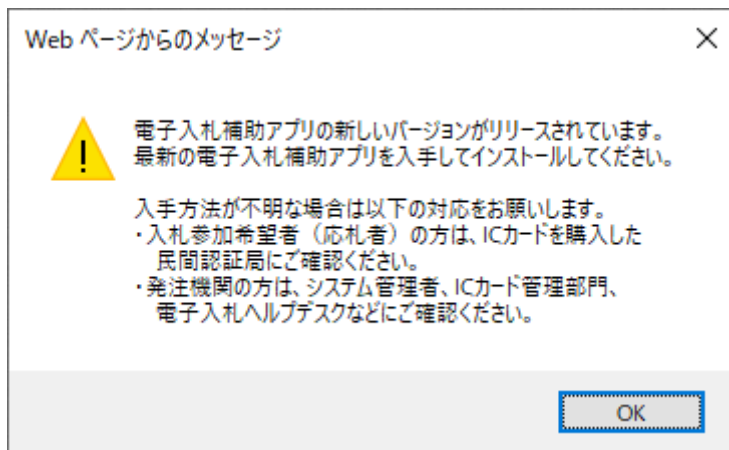 Web ページからのメッセージ
電子入札補助アプリの新しいバージョンがリリースされています。
最新の電子入札補助アプリを入手してインストールしてください。
入手方法が不明な場合は以下の対応をお願いします。
・入札参加希望者（応札者）の方は、ICカードを購入した
民間認証局にご確認ください。
・発注機関の方は、システム管理者、ICカード管理部門、
電子入札ヘルプデスクなどにご確認ください。
OK